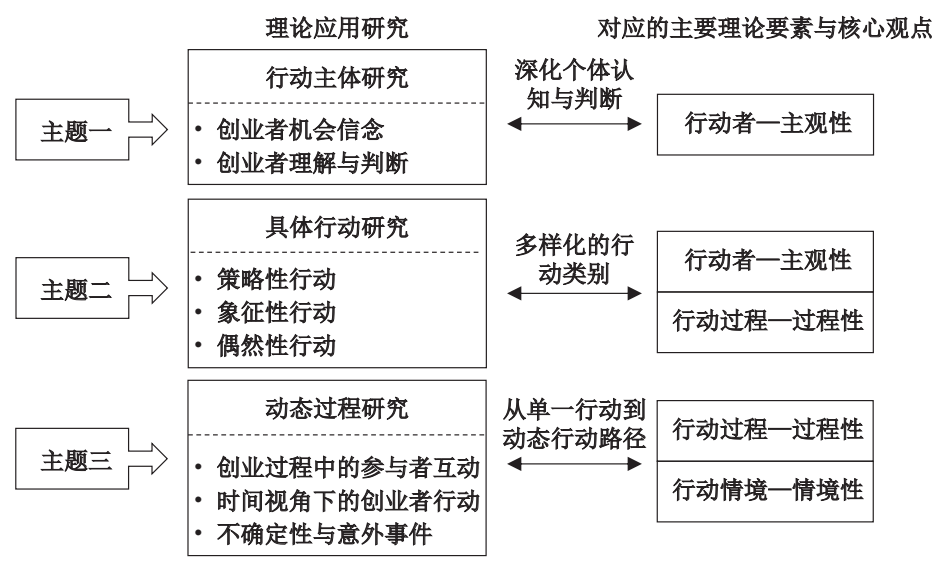 理论应用研究
对应的主要理论要素与核心观点
主题一
行动主体研究
• 创业者机会信念
• 创业者理解与判断
深化个体认
知与判断
行动者—主观性
主题二
具体行动研究
• 策略性行动
• 象征性行动
• 偶然性行动
多样化的行
动类别
行动者—主观性
行动过程—过程性
主题三
动态过程研究
• 创业过程中的参与者互动
• 时间视角下的创业者行动
• 不确定性与意外事件
从单一行动到
动态行动路径
行动过程—过程性
行动情境—情境性